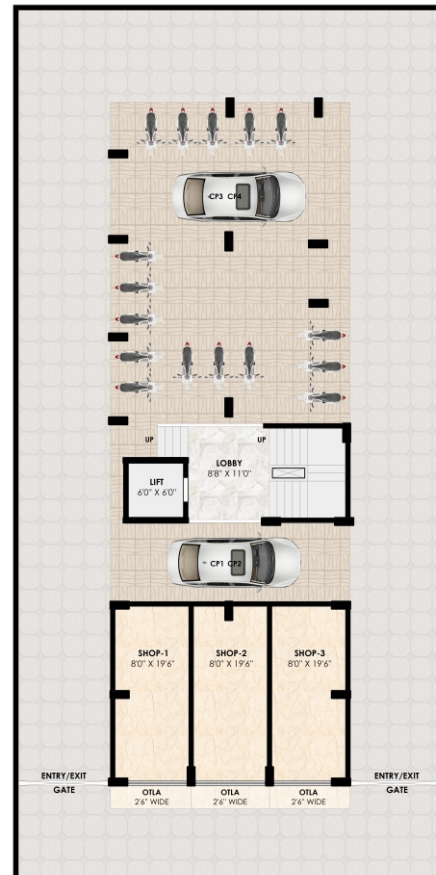 CP3 CP4
UP
UP
LOBBY
8'8" X 11'0"
LIFT
6'0" X 6'0"
CP1 CP2
SHOP-1
8'0" X 19'6"
SHOP-2
8'0" X 19'6"
SHOP-3
8'0" X 19'6"
ENTRY/EXIT
GATE
ENTRY/EXIT
GATE
OTLA
2'6" WIDE
OTLA
2'6" WIDE
OTLA
2'6" WIDE